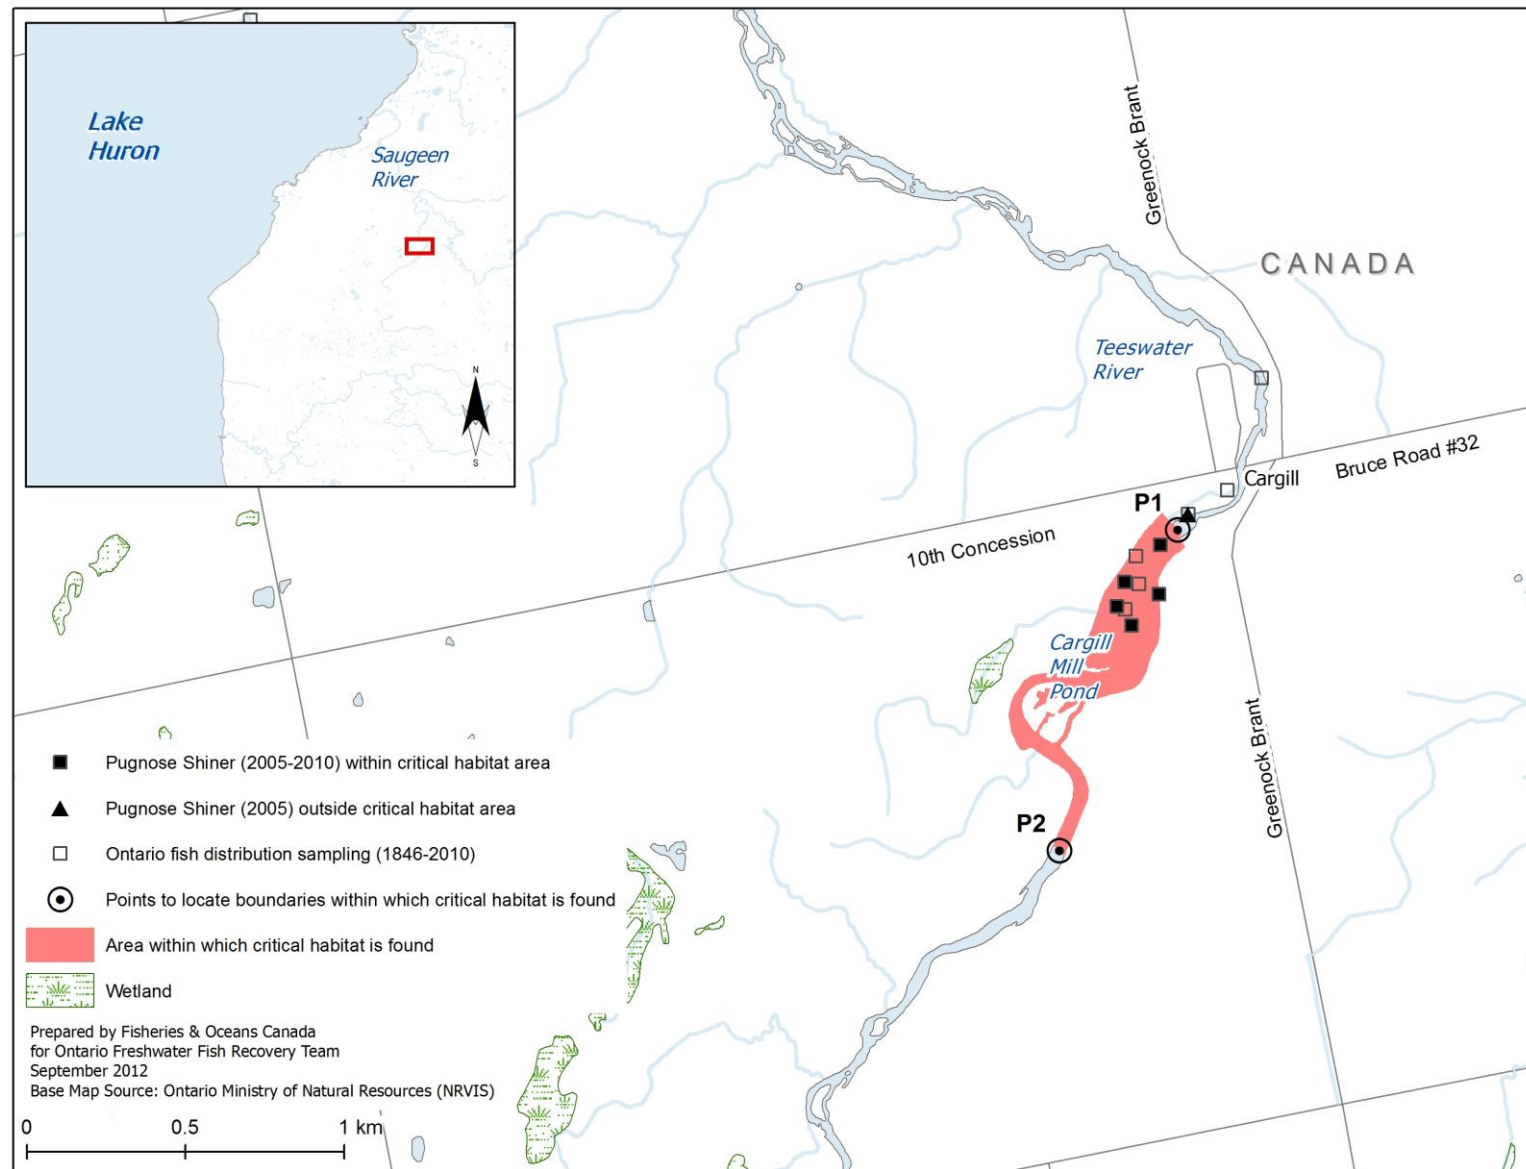 Lake
Huron
Saugeen
River
N
S
Greenock Brant
CANADA
Teeswater
River
Bruce Road #32
Cargill
P1
10th Concession
Cargill
Mill
Pond
Greenock Brant
P2
Pugnose Shiner (2005-2010) within critical habitat area
Pugnose Shiner (2005) outside critical habitat area
Ontario fish distribution sampling (1846-2010)
Points to locate boundaries within which critical habitat is found
Area within which critical habitat is found
Wetland
Prepared by Fisheries & Oceans Canada
for Ontario Freshwater Fish Recovery Team
September 2012
Base Map Source: Ontario Ministry of Natural Resources (NRVIS)
0 0.5 1 km